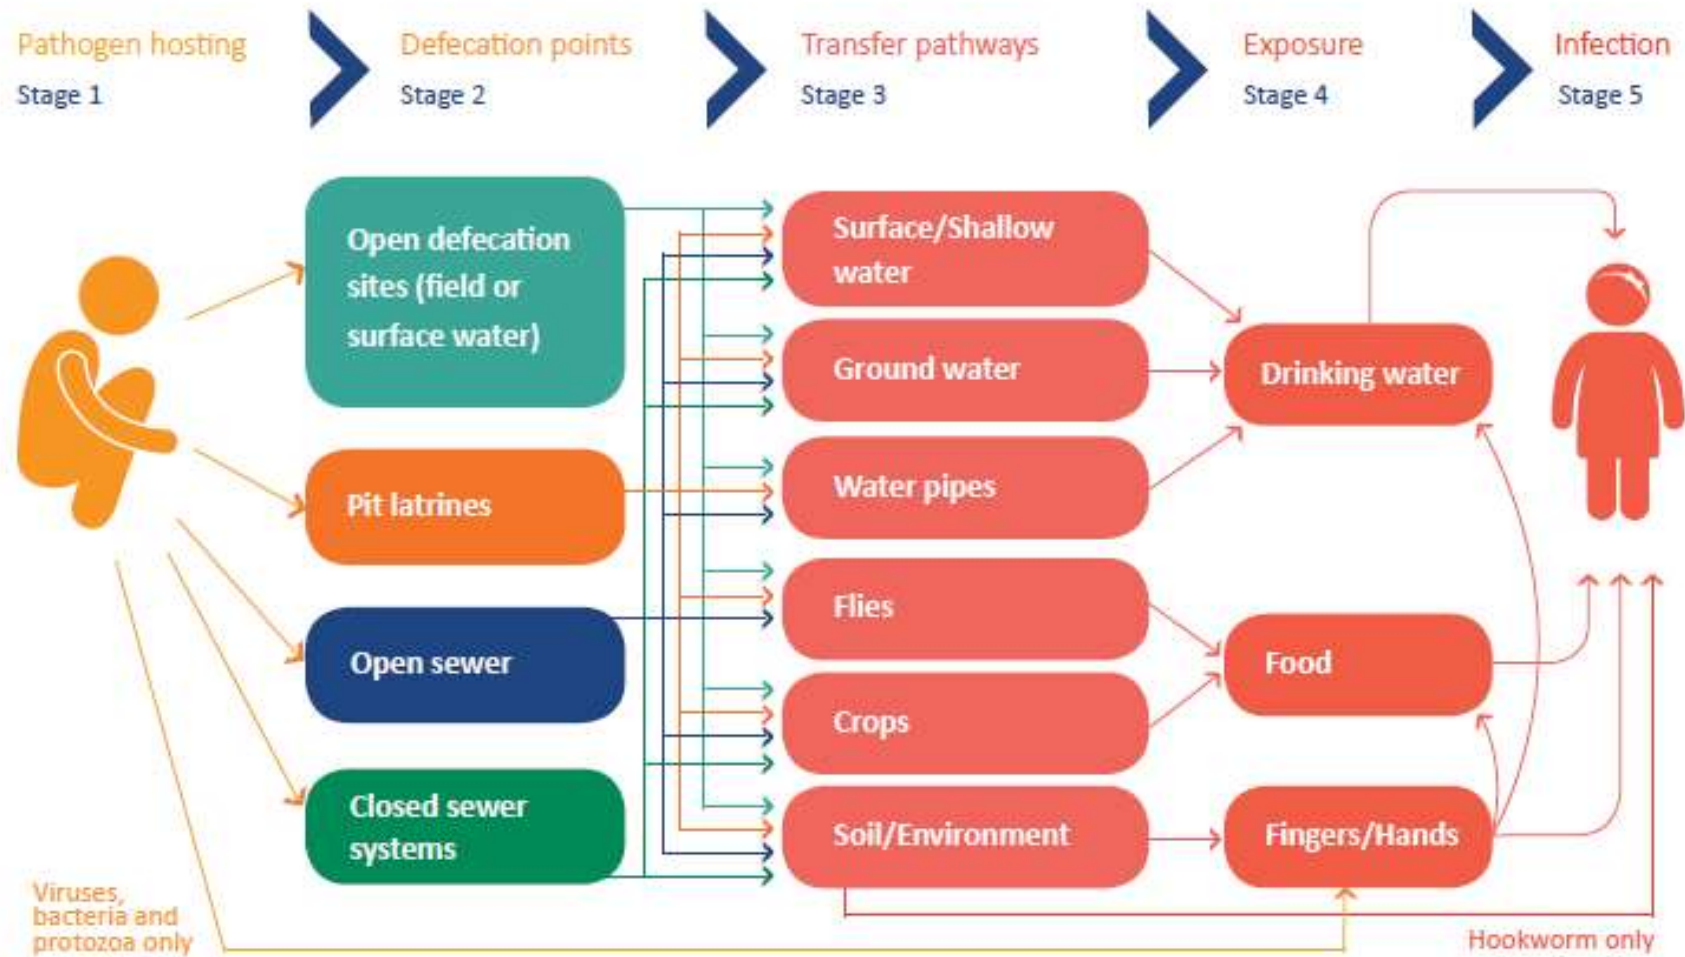 Pathogen hosting
Stage 1
Defecation points
Stage 2
Transfer pathways
Stage 3
Exposure
Stage 4
Infection
Stage 5
Open defecation
sites (field or
surface water)
Pit latrines
Open sewer
Closed sewer
systems
Surface/Shallow
water
Ground water
Water pipes
Flies
Crops
Soil/Environment
Drinking water
Food
Fingers/Hands
Viruses,
bacteria and
protozoa only
Hookworm only